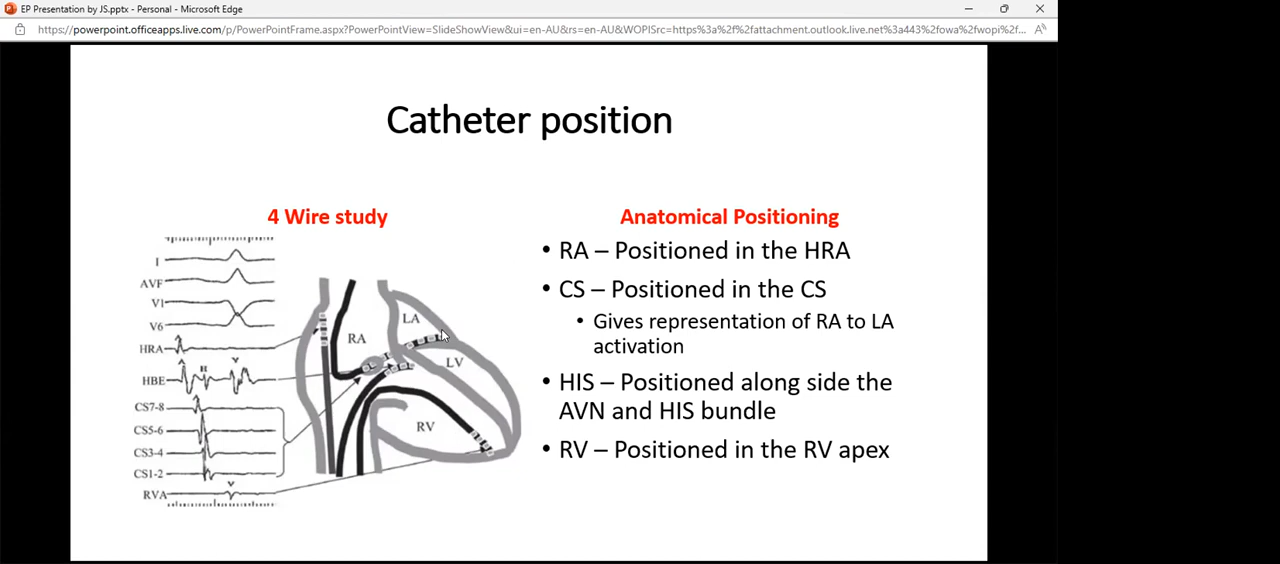 EP Presentation by JS.pptx - Personal - Microsoft Edge
https://powerpoint.officeapps.live.com/p/PowerPointFrame.aspx?PowerPointView=SlideShowView&ui=en-AU&rs=en-AU&WOPISrc=https%3a%2f%2fattachment.outlook.live.net%3a443%2fowa%2fwopi%2f...
Catheter position
4 Wire study
I
AVF
V1
V6
HRA
HBE
H
V
CS7-8
CS5-6
CS3-4
CS1-2
RVA
V
RA
LA
LV
RV
Anatomical Positioning
• RA – Positioned in the HRA
• CS – Positioned in the CS
• Gives representation of RA to LA
activation
• HIS – Positioned along side the
AVN and HIS bundle
• RV – Positioned in the RV apex